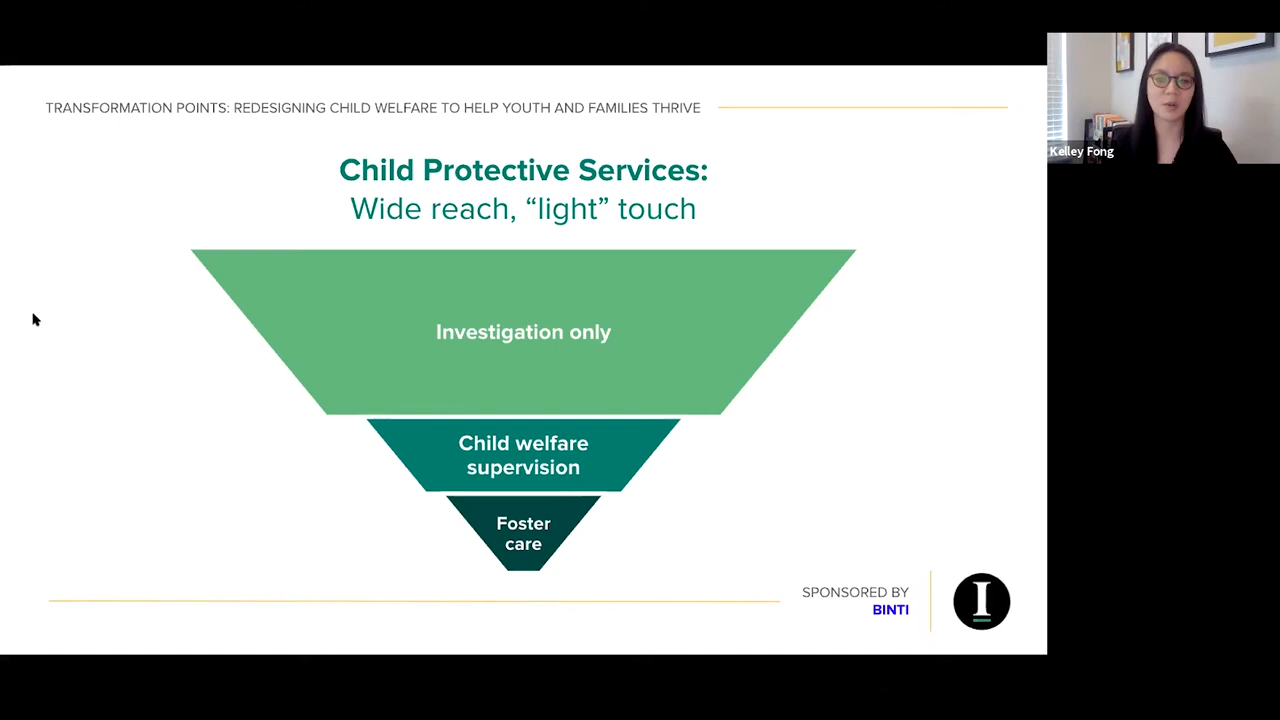 TRANSFORMATION POINTS: REDESIGNING CHILD WELFARE TO HELP YOUTH AND FAMILIES THRIVE
Kelley Fong
Child Protective Services:
Wide reach, “light” touch
Investigation only
Child welfare
supervision
Foster
care
SPONSORED BY
BINTI
I